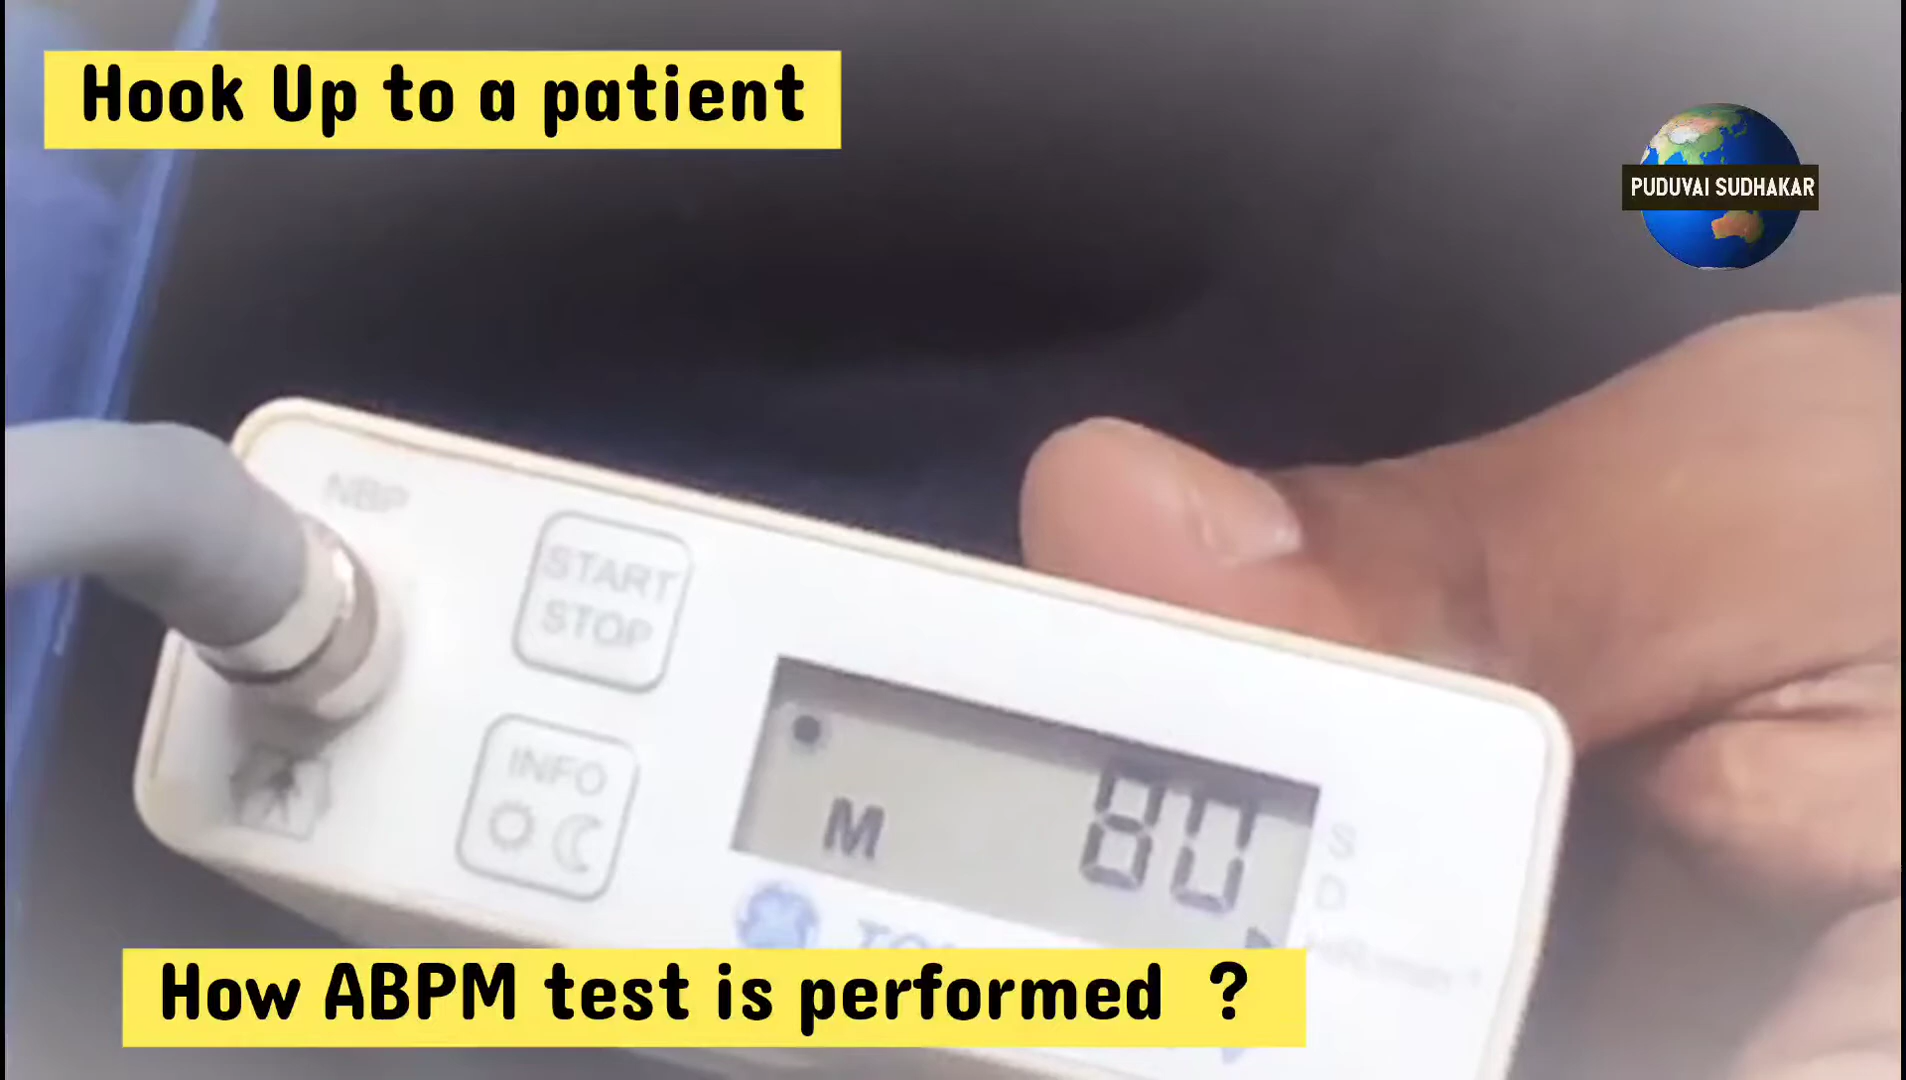 Hook Up to a patient
PUDUVAI SUDHAKAR
NBP
START
STOP
INFO
M 80
S
D
How ABPM test is performed ?